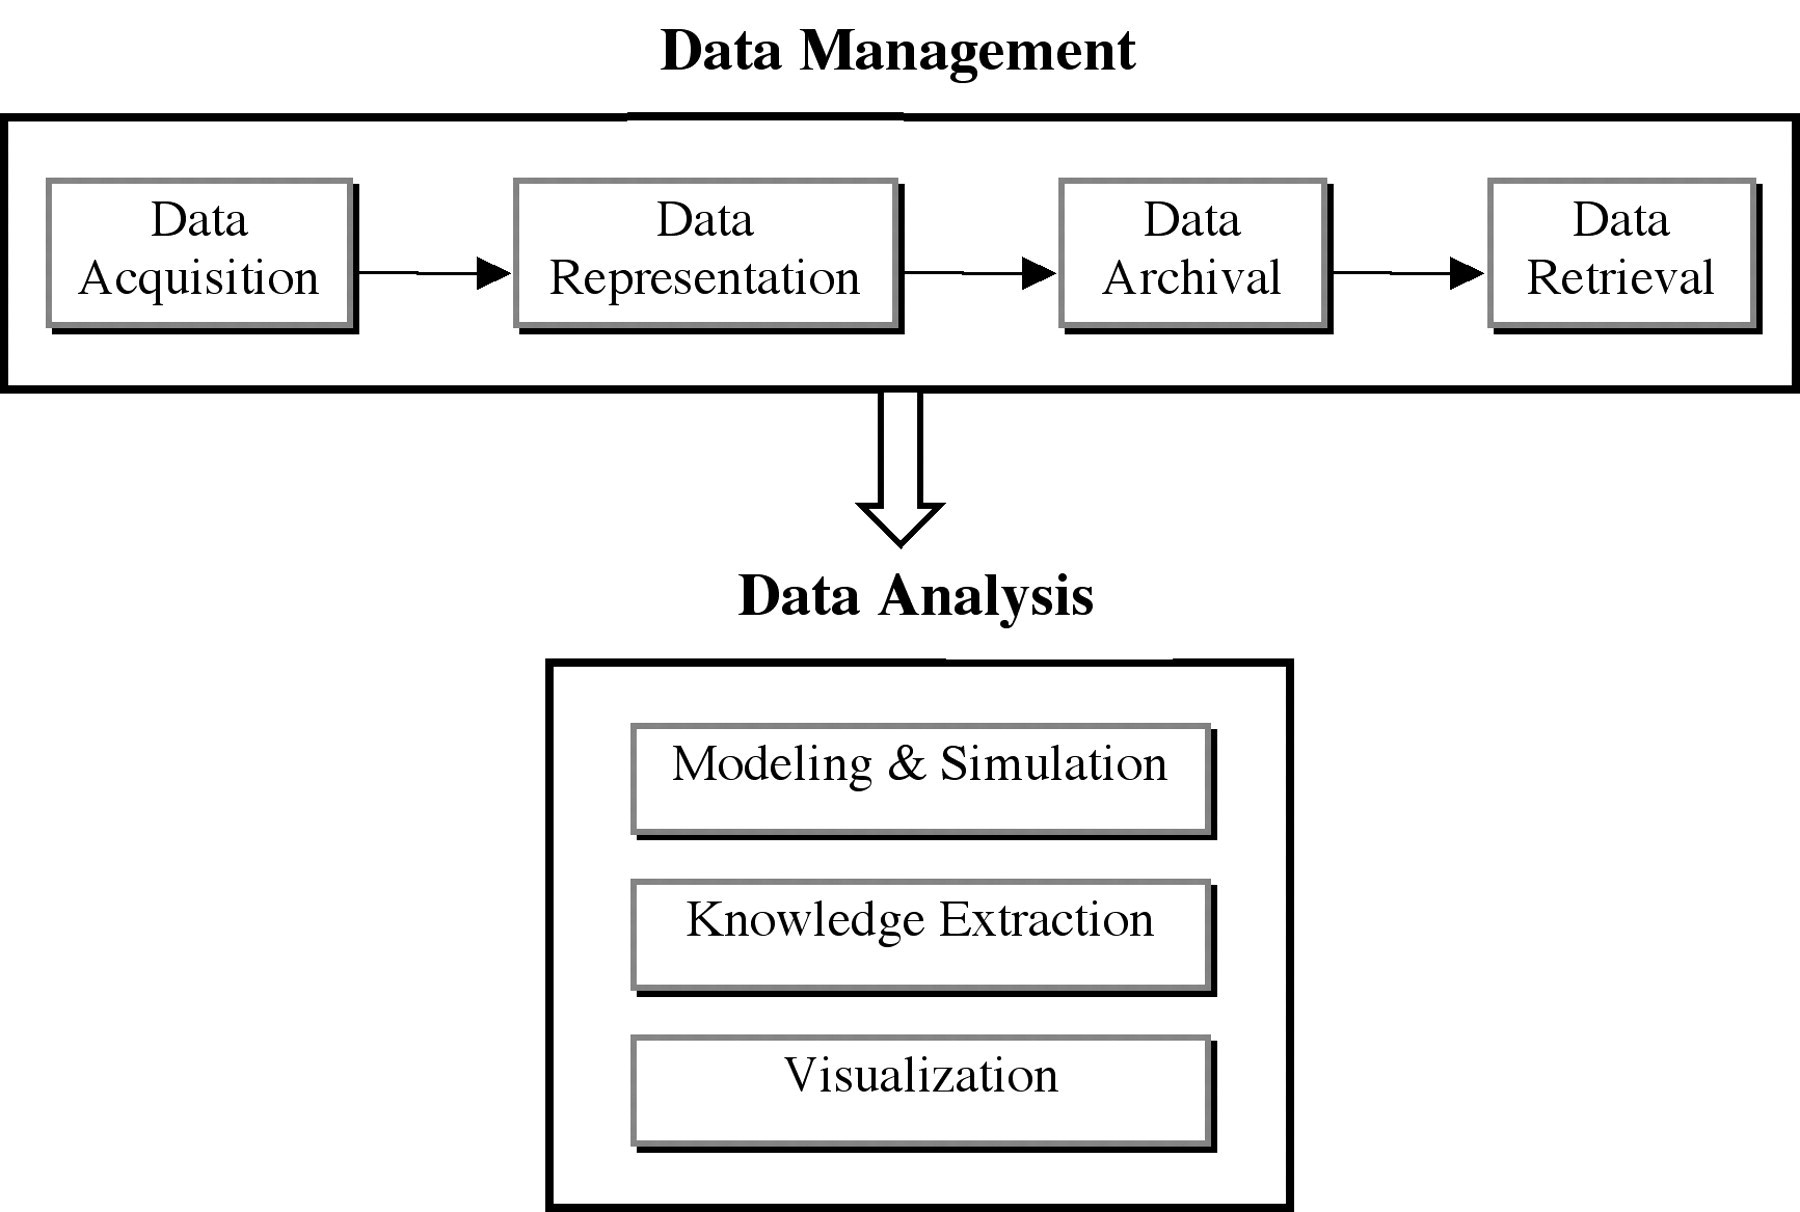 Data Management
Data
Acquisition
Data
Representation
Data
Archival
Data
Retrieval
Data Analysis
Modeling & Simulation
Knowledge Extraction
Visualization